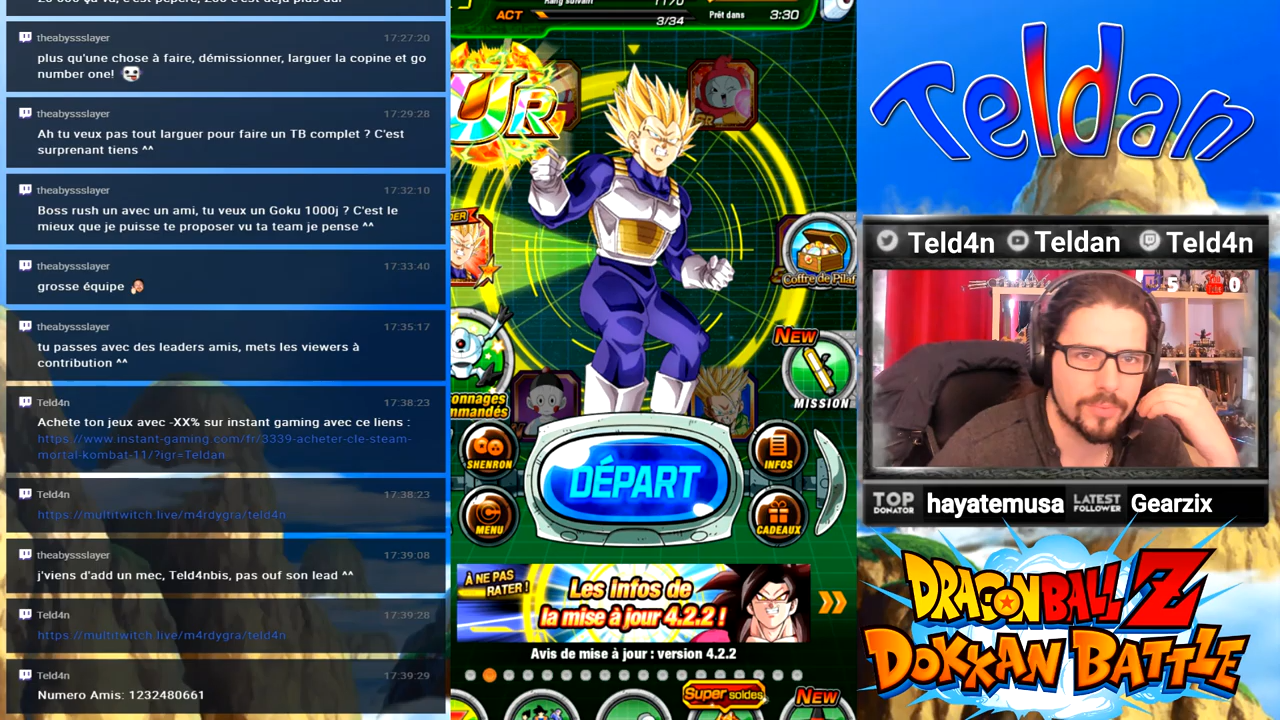 theabyssslayer 17:27:20
plus qu'une chose à faire, démissionner, larguer la copine et go
number one!
theabyssslayer 17:29:28
Ah tu veux pas tout larguer pour faire un TB complet ? C'est
surprenant tiens ^^
theabyssslayer 17:32:10
Boss rush un avec un ami, tu veux un Goku 1000j ? C'est le
mieux que je puisse te proposer vu ta team je pense ^^
theabyssslayer 17:33:40
grosse équipe
theabyssslayer 17:35:17
tu passes avec des leaders amis, mets les viewers à
contribution ^^
Teld4n 17:38:23
Achete ton jeux avec -XX% sur instant gaming avec ce liens :
https://www.instant-gaming.com/fr/3339-acheter-cle-steam-
mortal-kombat-11/?igr=Teldan
Teld4n 17:38:23
https://multitwitch.live/m4rdygra/teld4n
theabyssslayer 17:39:08
j'viens d'add un mec, Teld4nbis, pas ouf son lead ^^
Teld4n 17:39:28
https://multitwitch.live/m4rdygra/teld4n
Teld4n 17:39:29
Numero Amis: 1232480661
ACT 3/34 Prêt dans 3:30
UR
Coffre de Pilaf
NEW
MISSION
SHENRON
DÉPART
INFOS
MENU
CADEAUX
À NE PAS
RATER !
Les Infos de
la mise à jour 4.2.2 !
Avis de mise à jour : version 4.2.2
Super soldes
NEW
Teldan
Teld4n Teldan Teld4n
5 0
TOP
DONATOR
hayatemusa
LATEST
FOLLOWER
Gearzix
DRAGONBALL Z
DOKKAN BATTLE